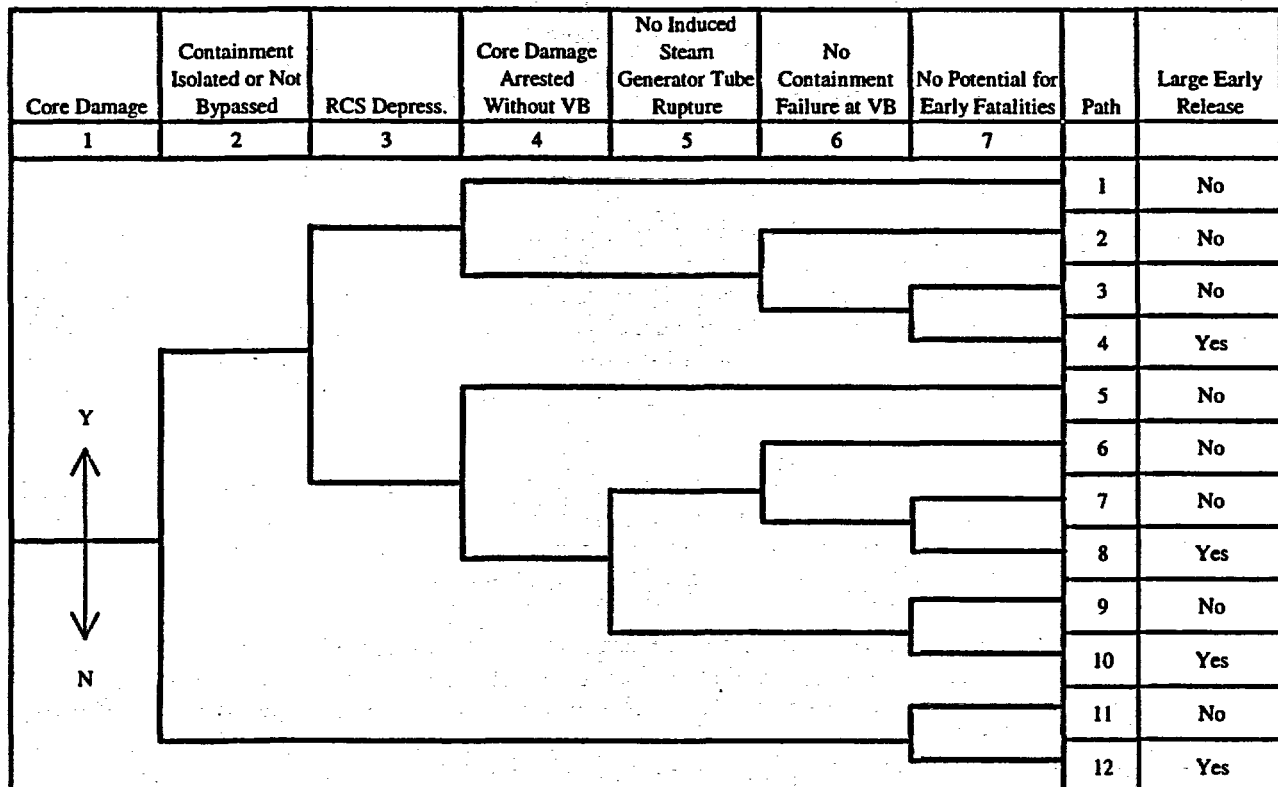 Core Damage
Containment
Isolated or Not
Bypassed
RCS Depress.
Core Damage
Arrested
Without VB
No Induced
Steam
Generator Tube
Rupture
No
Containment
Failure at VB
No Potential for
Early Fatalities
Path
Large Early
Release
1 2 3 4 5 6 7
1 No
2 No
3 No
4 Yes
5 No
Y
6 No
7 No
8 Yes
9 No
N
10 Yes
11 No
12 Yes